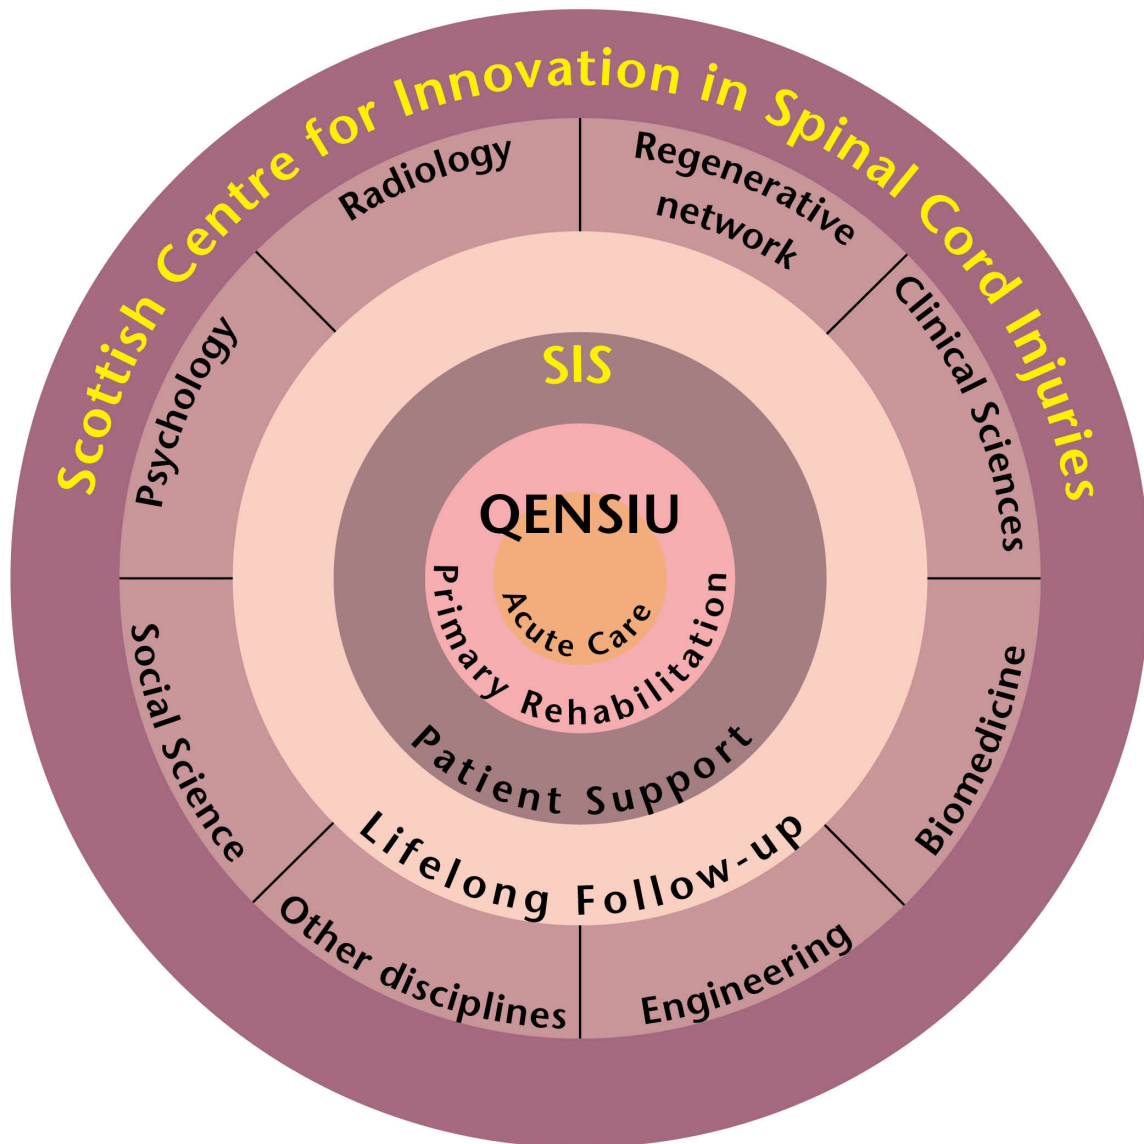 Scottish Centre for Innovation in Spinal Cord Injuries
Radiology
Regenerative
network
Clinical Sciences
Biomedicine
Engineering
Other disciplines
Social Science
Psychology
SIS
QENSIU
Acute Care
Primary Rehabilitation
Patient Support
Lifelong Follow-up